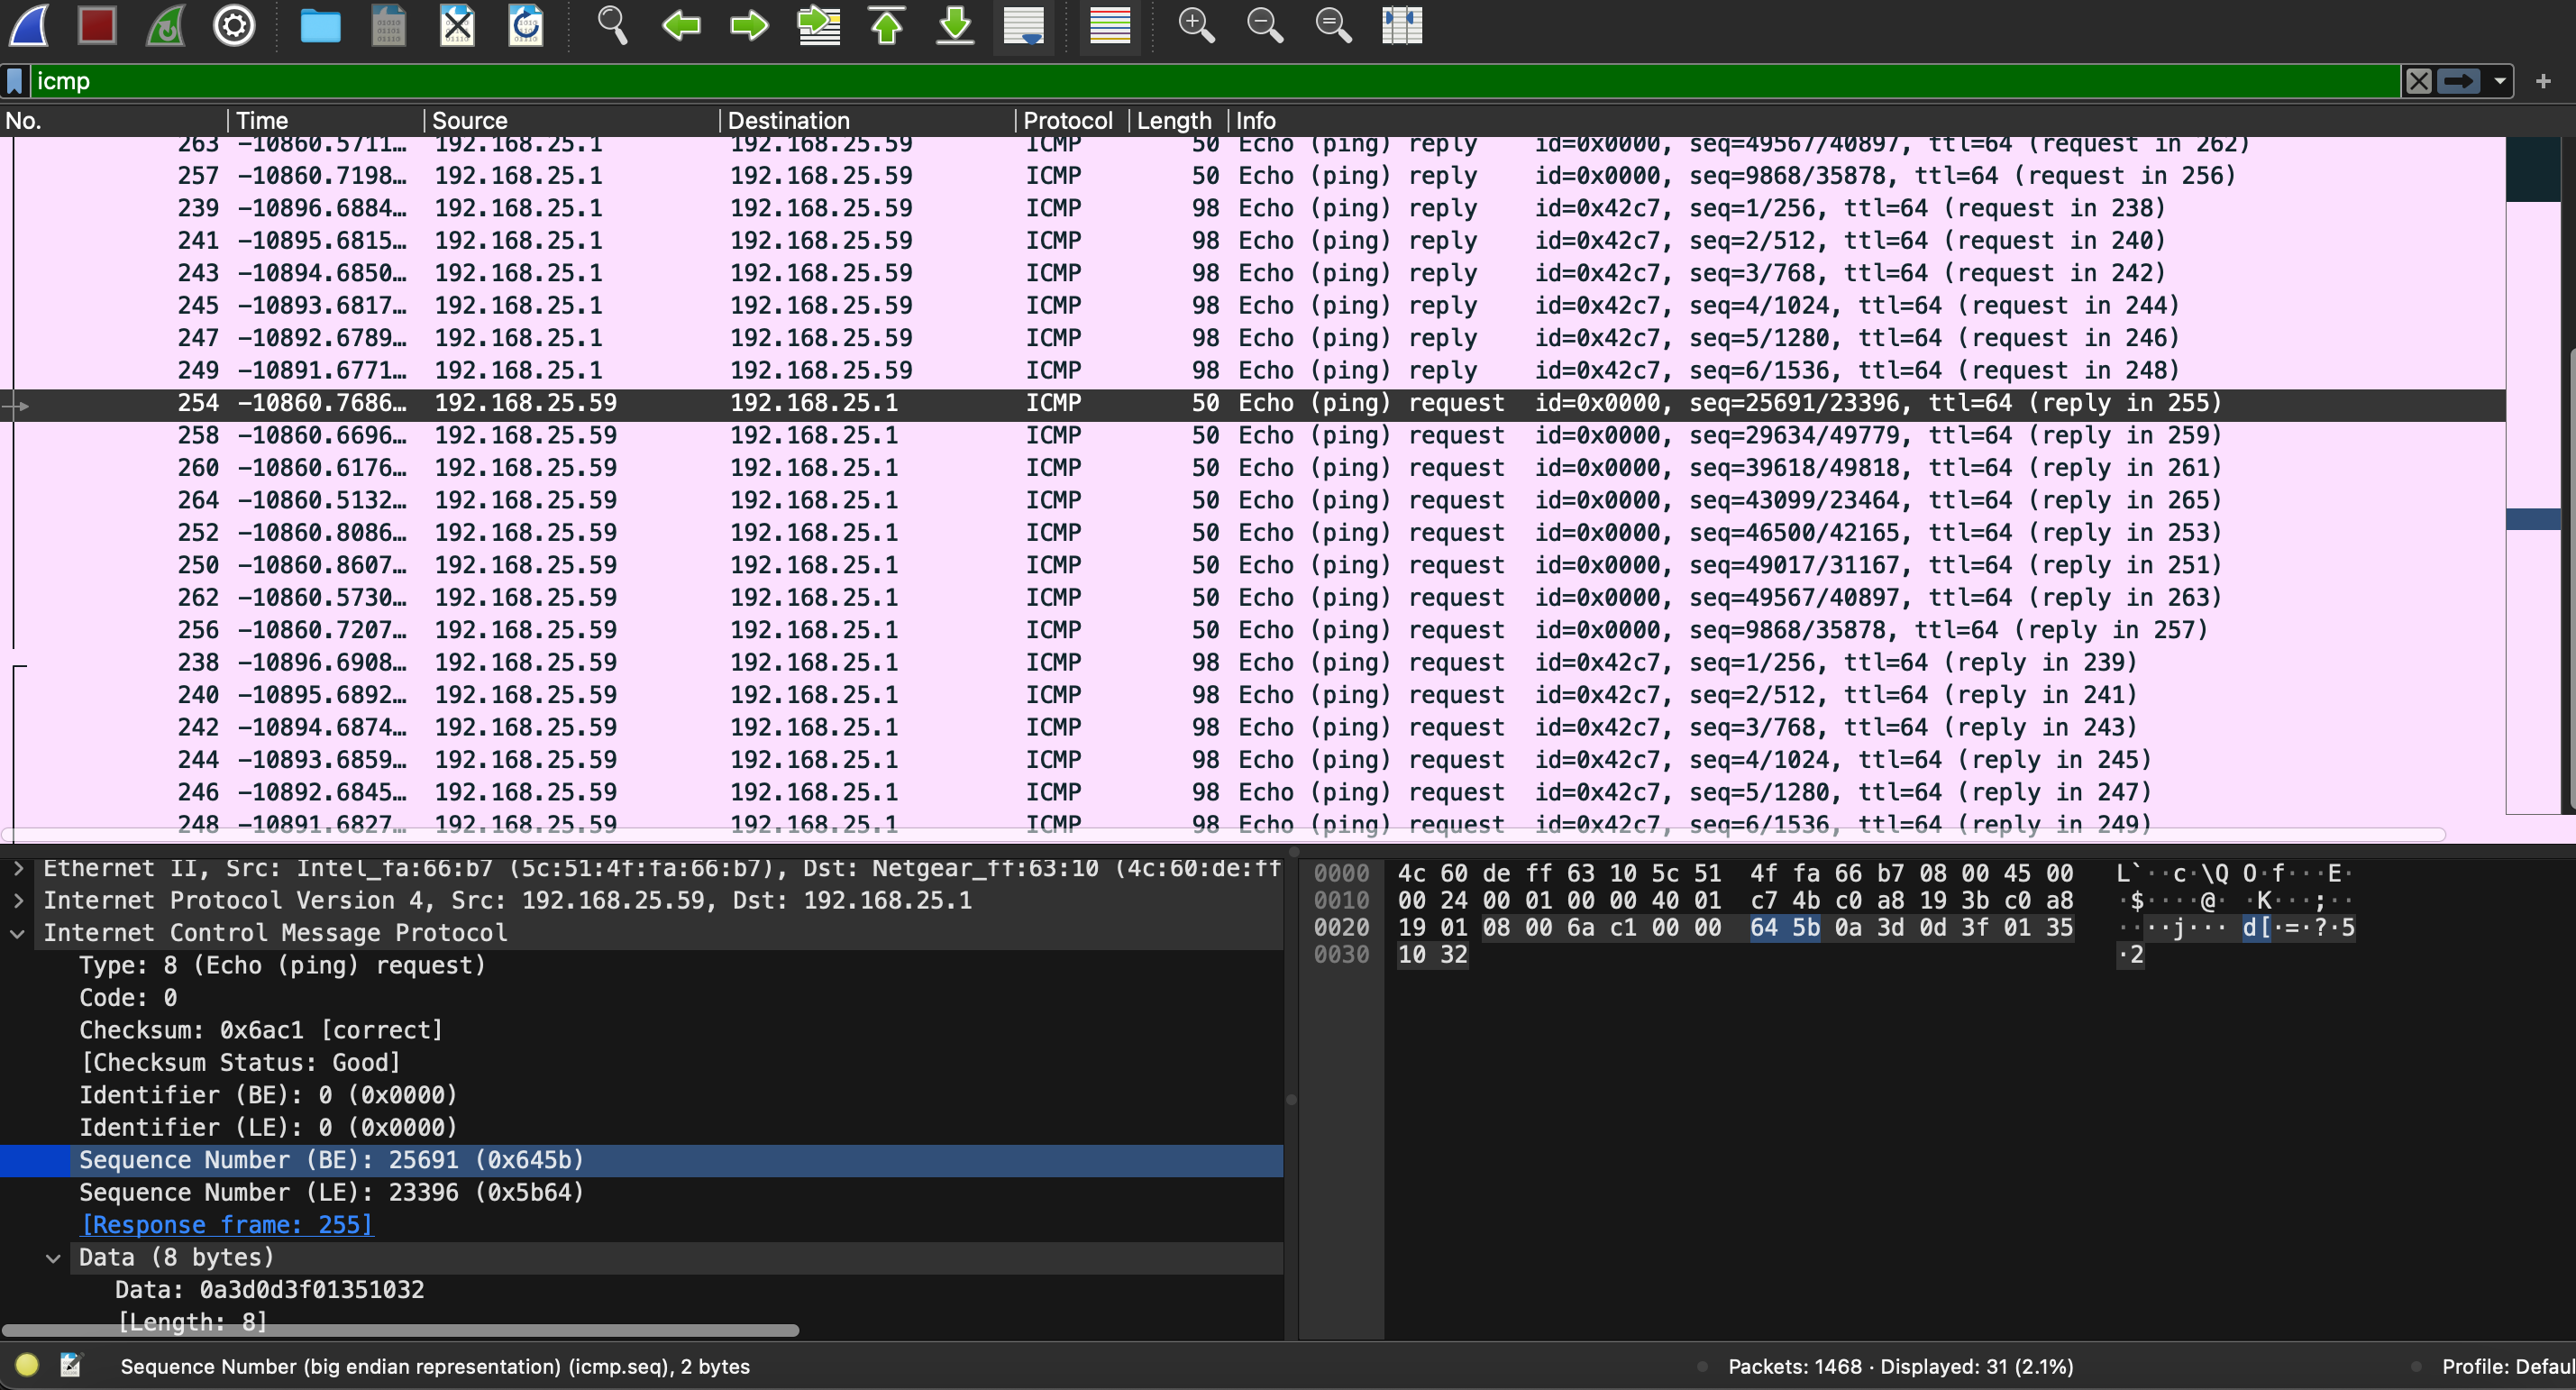 icmp
No. Time Source Destination Protocol Length Info
263 -10860.5711… 192.168.25.1 192.168.25.59 ICMP 50 Echo (ping) reply id=0x0000, seq=49567/40897, ttl=64 (request in 262)
257 -10860.7198… 192.168.25.1 192.168.25.59 ICMP 50 Echo (ping) reply id=0x0000, seq=9868/35878, ttl=64 (request in 256)
239 -10896.6884… 192.168.25.1 192.168.25.59 ICMP 98 Echo (ping) reply id=0x42c7, seq=1/256, ttl=64 (request in 238)
241 -10895.6815… 192.168.25.1 192.168.25.59 ICMP 98 Echo (ping) reply id=0x42c7, seq=2/512, ttl=64 (request in 240)
243 -10894.6850… 192.168.25.1 192.168.25.59 ICMP 98 Echo (ping) reply id=0x42c7, seq=3/768, ttl=64 (request in 242)
245 -10893.6817… 192.168.25.1 192.168.25.59 ICMP 98 Echo (ping) reply id=0x42c7, seq=4/1024, ttl=64 (request in 244)
247 -10892.6789… 192.168.25.1 192.168.25.59 ICMP 98 Echo (ping) reply id=0x42c7, seq=5/1280, ttl=64 (request in 246)
249 -10891.6771… 192.168.25.1 192.168.25.59 ICMP 98 Echo (ping) reply id=0x42c7, seq=6/1536, ttl=64 (request in 248)
254 -10860.7686… 192.168.25.59 192.168.25.1 ICMP 50 Echo (ping) request id=0x0000, seq=25691/23396, ttl=64 (reply in 255)
258 -10860.6696… 192.168.25.59 192.168.25.1 ICMP 50 Echo (ping) request id=0x0000, seq=29634/49779, ttl=64 (reply in 259)
260 -10860.6176… 192.168.25.59 192.168.25.1 ICMP 50 Echo (ping) request id=0x0000, seq=39618/49818, ttl=64 (reply in 261)
264 -10860.5132… 192.168.25.59 192.168.25.1 ICMP 50 Echo (ping) request id=0x0000, seq=43099/23464, ttl=64 (reply in 265)
252 -10860.8086… 192.168.25.59 192.168.25.1 ICMP 50 Echo (ping) request id=0x0000, seq=46500/42165, ttl=64 (reply in 253)
250 -10860.8607… 192.168.25.59 192.168.25.1 ICMP 50 Echo (ping) request id=0x0000, seq=49017/31167, ttl=64 (reply in 251)
262 -10860.5730… 192.168.25.59 192.168.25.1 ICMP 50 Echo (ping) request id=0x0000, seq=49567/40897, ttl=64 (reply in 263)
256 -10860.7207… 192.168.25.59 192.168.25.1 ICMP 50 Echo (ping) request id=0x0000, seq=9868/35878, ttl=64 (reply in 257)
238 -10896.6908… 192.168.25.59 192.168.25.1 ICMP 98 Echo (ping) request id=0x42c7, seq=1/256, ttl=64 (reply in 239)
240 -10895.6892… 192.168.25.59 192.168.25.1 ICMP 98 Echo (ping) request id=0x42c7, seq=2/512, ttl=64 (reply in 241)
242 -10894.6874… 192.168.25.59 192.168.25.1 ICMP 98 Echo (ping) request id=0x42c7, seq=3/768, ttl=64 (reply in 243)
244 -10893.6859… 192.168.25.59 192.168.25.1 ICMP 98 Echo (ping) request id=0x42c7, seq=4/1024, ttl=64 (reply in 245)
246 -10892.6845… 192.168.25.59 192.168.25.1 ICMP 98 Echo (ping) request id=0x42c7, seq=5/1280, ttl=64 (reply in 247)
248 -10891.6827… 192.168.25.59 192.168.25.1 ICMP 98 Echo (ping) request id=0x42c7, seq=6/1536, ttl=64 (reply in 249)
Ethernet II, Src: Intel_fa:66:b7 (5c:51:4f:fa:66:b7), Dst: Netgear_ff:63:10 (4c:60:de:ff
Internet Protocol Version 4, Src: 192.168.25.59, Dst: 192.168.25.1
Internet Control Message Protocol
Type: 8 (Echo (ping) request)
Code: 0
Checksum: 0x6ac1 [correct]
[Checksum Status: Good]
Identifier (BE): 0 (0x0000)
Identifier (LE): 0 (0x0000)
Sequence Number (BE): 25691 (0x645b)
Sequence Number (LE): 23396 (0x5b64)
[Response frame: 255]
Data (8 bytes)
Data: 0a3d0d3f01351032
[Length: 8]
0000 4c 60 de ff 63 10 5c 51 4f fa 66 b7 08 00 45 00 L`··c·\Q O·f···E·
0010 00 24 00 01 00 00 40 01 c7 4b c0 a8 19 3b c0 a8 ·$····@· ·K···;··
0020 19 01 08 00 6a c1 00 00 64 5b 0a 3d 0d 3f 01 35 ····j··· d[·=·?·5
0030 10 32 ·2
Sequence Number (big endian representation) (icmp.seq), 2 bytes
Packets: 1468 · Displayed: 31 (2.1%)
Profile: Defaul